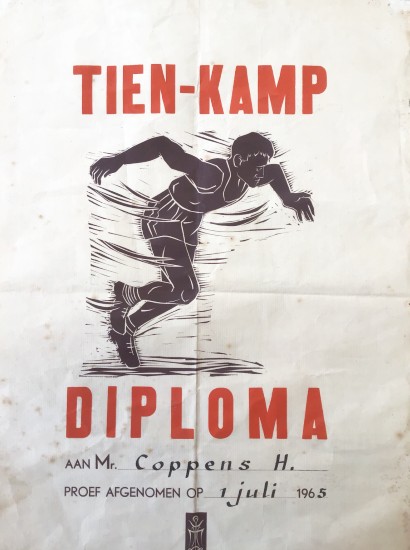 TIEN-KAMP
DIPLOMA
AAN Mr. Coppens H.
PROEF AFGENOMEN OP 1 juli 1965